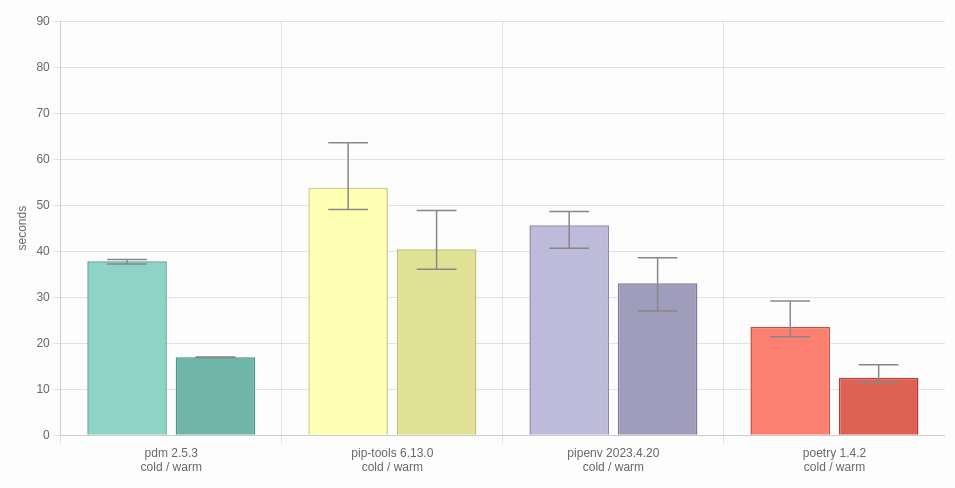 90
80
70
60
50
40
30
20
10
0
seconds
pdm 2.5.3
cold / warm
pip-tools 6.13.0
cold / warm
pipenv 2023.4.20
cold / warm
poetry 1.4.2
cold / warm